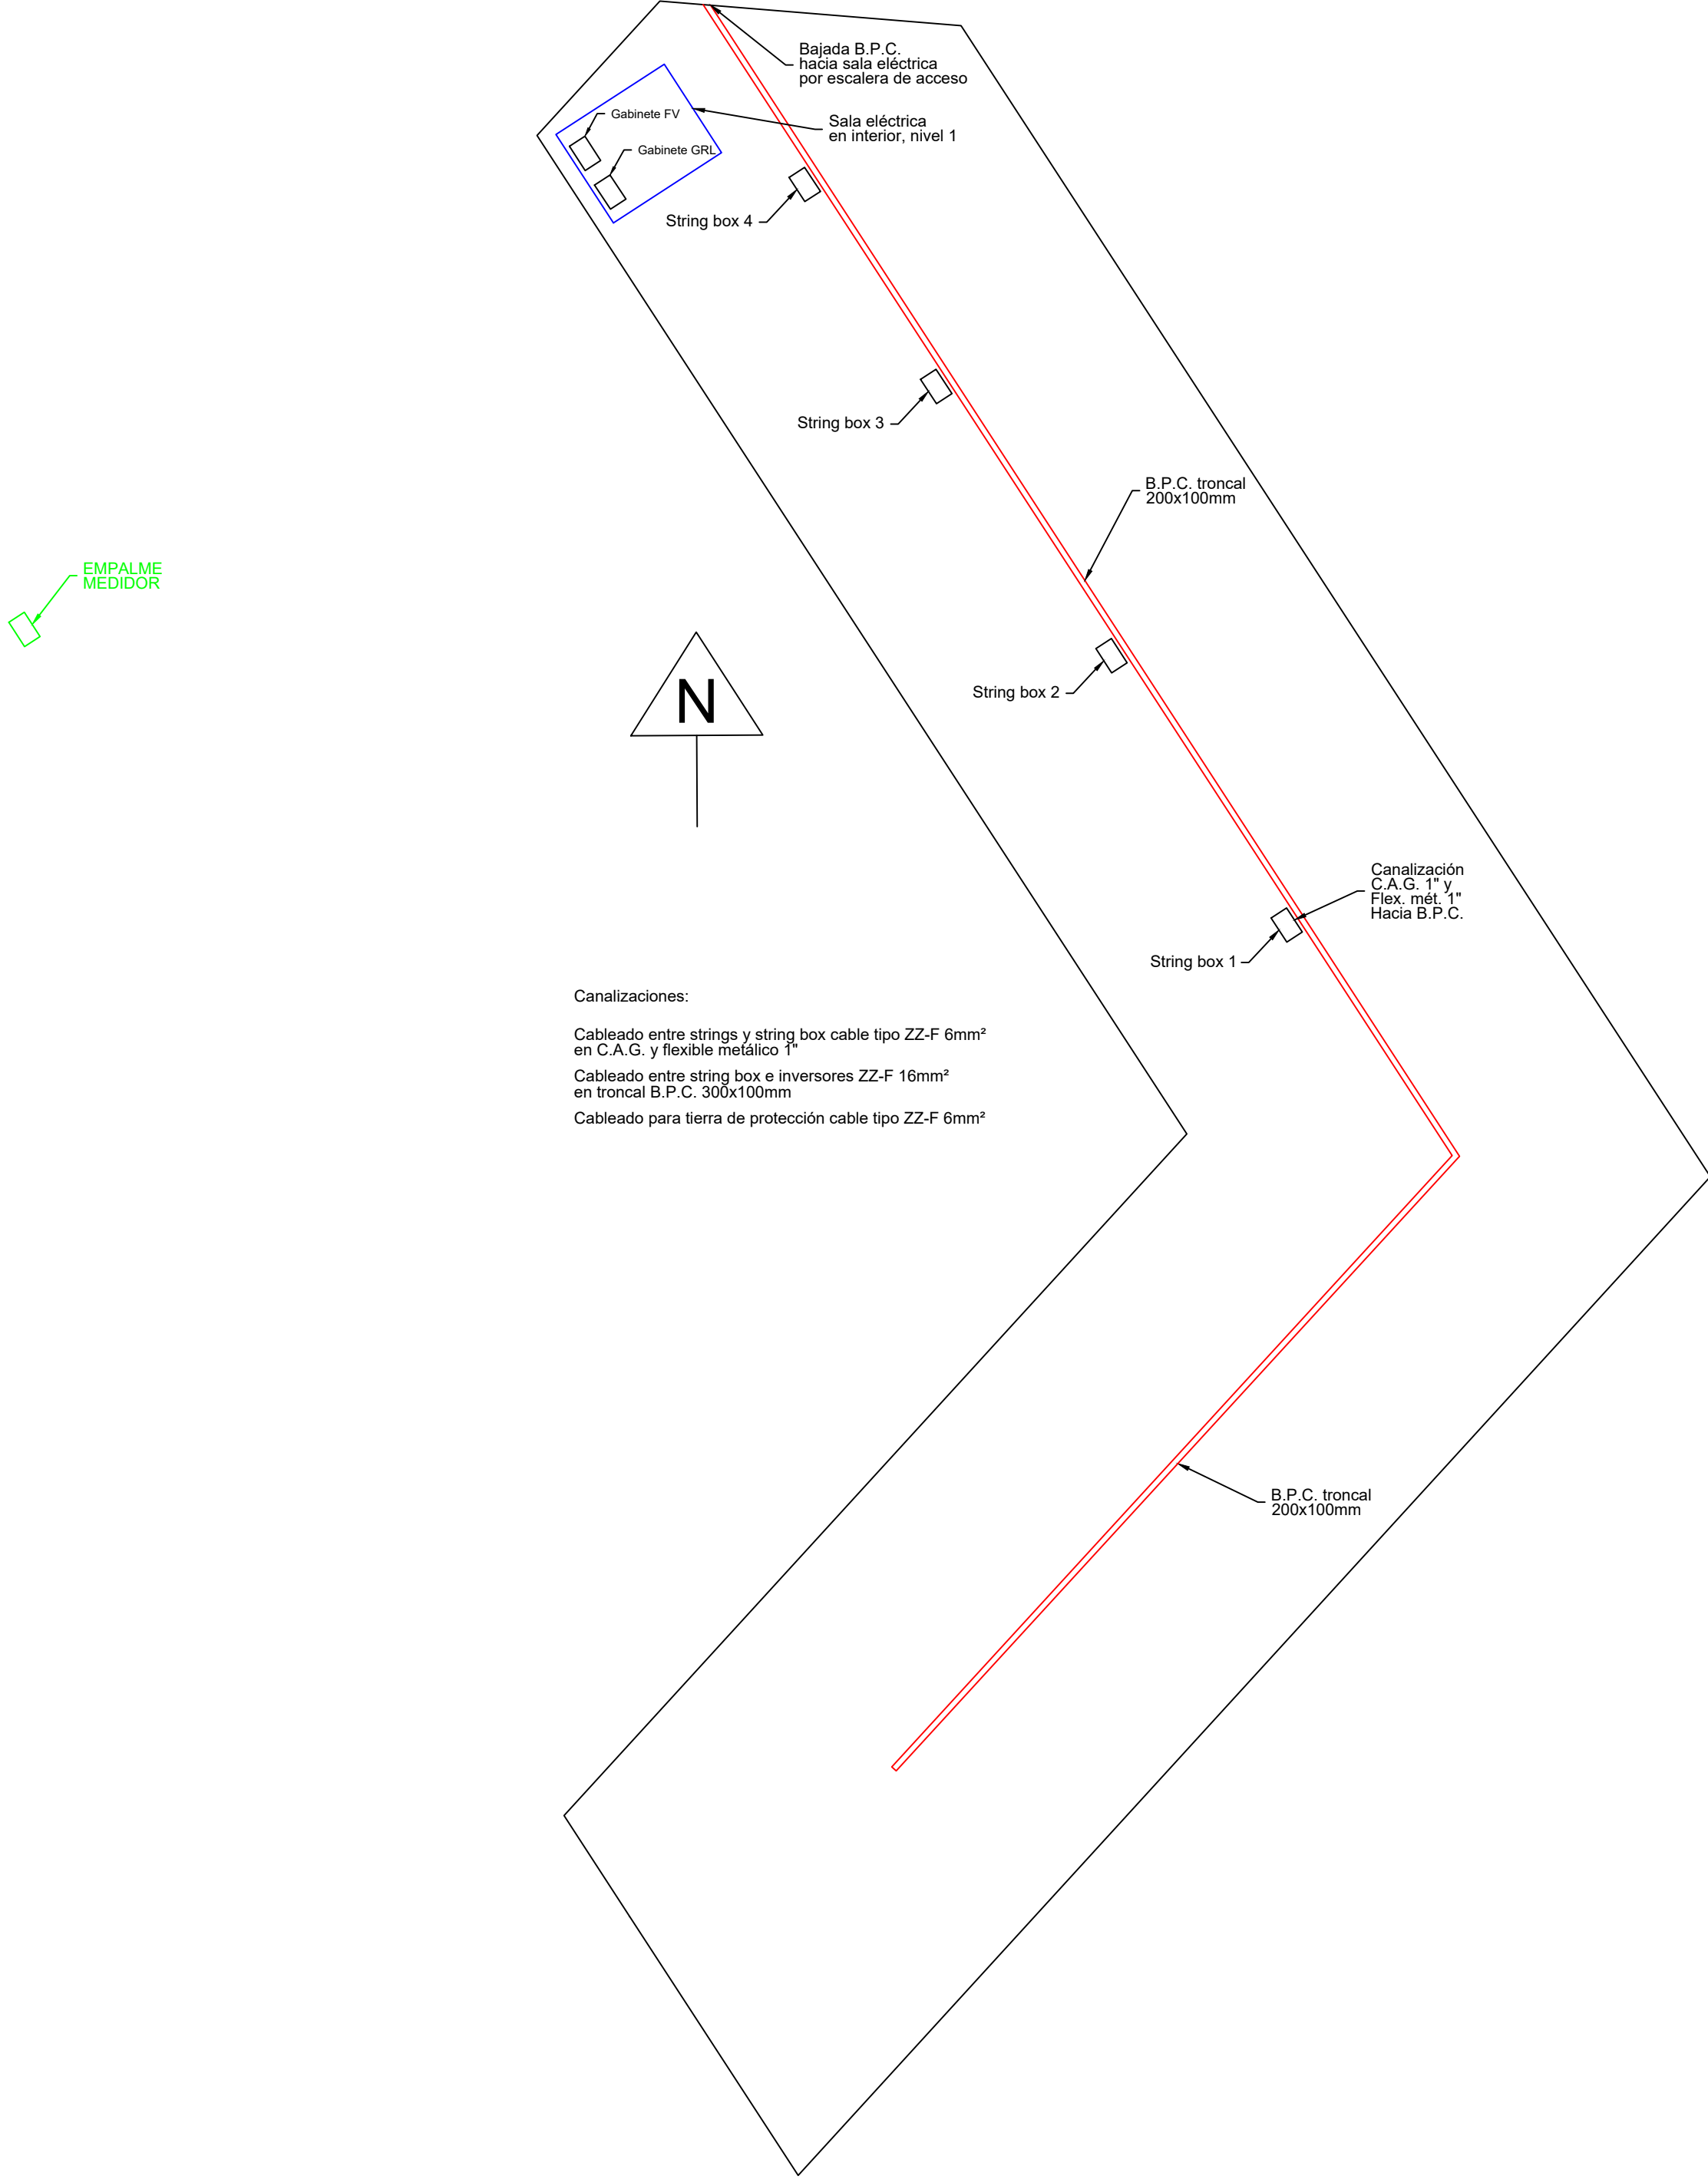 Bajada B.P.C.
hacia sala eléctrica
por escalera de acceso
Gabinete FV
Sala eléctrica
en interior, nivel 1
Gabinete GRL
String box 4
String box 3
B.P.C. troncal
200x100mm
EMPALME
MEDIDOR
N
String box 2
Canalización
C.A.G. 1" y
Flex. mét. 1"
Hacia B.P.C.
String box 1
Canalizaciones:
Cableado entre strings y string box cable tipo ZZ-F 6mm²
en C.A.G. y flexible metálico 1"
Cableado entre string box e inversores ZZ-F 16mm²
en troncal B.P.C. 300x100mm
Cableado para tierra de protección cable tipo ZZ-F 6mm²
B.P.C. troncal
200x100mm